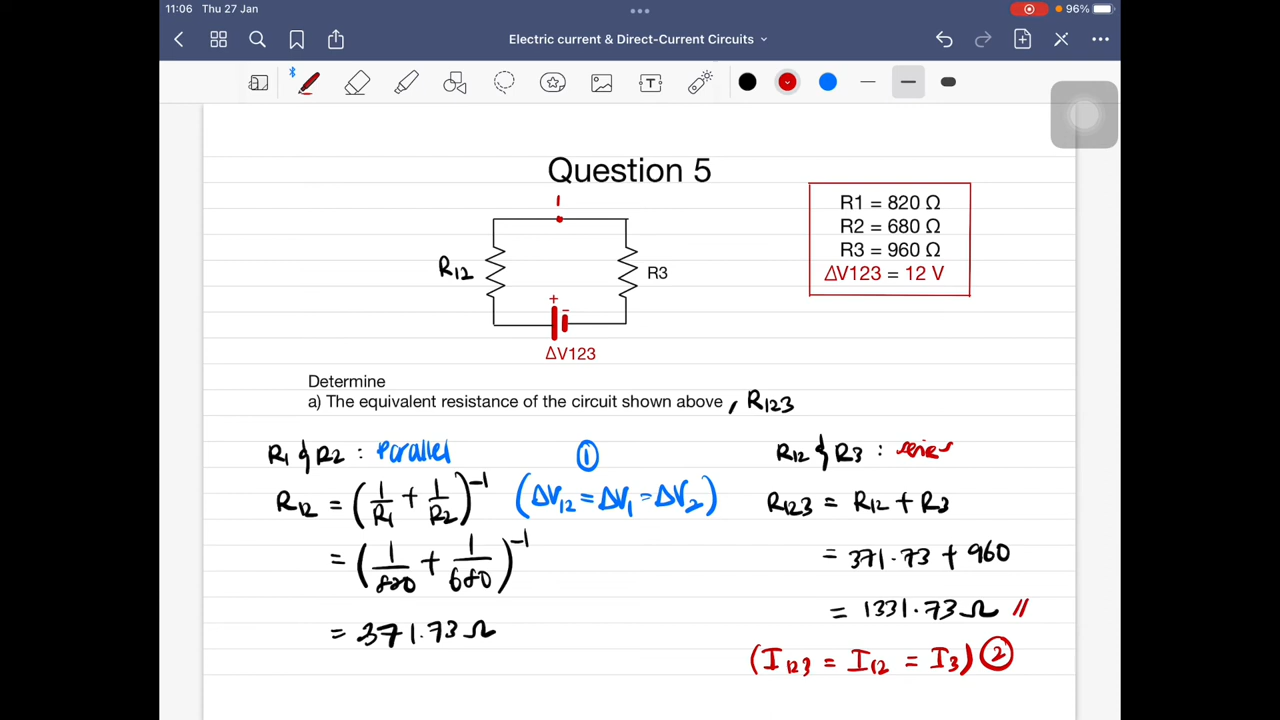 11:06 Thu 27 Jan
96%
Electric current & Direct-Current Circuits
T
Question 5
1
R12
R3
+
-
ΔV123
R1 = 820 Ω
R2 = 680 Ω
R3 = 960 Ω
ΔV123 = 12 V
Determine
a) The equivalent resistance of the circuit shown above , R123
R1 & R2 : parallel
R12 = (1/R1 + 1/R2)^-1
= (1/820 + 1/680)^-1
= 371.73 Ω
①
(ΔV12 = ΔV1 = ΔV2)
R12 & R3 : series
R123 = R12 + R3
= 371.73 + 960
= 1331.73 Ω //
(I123 = I12 = I3) ②